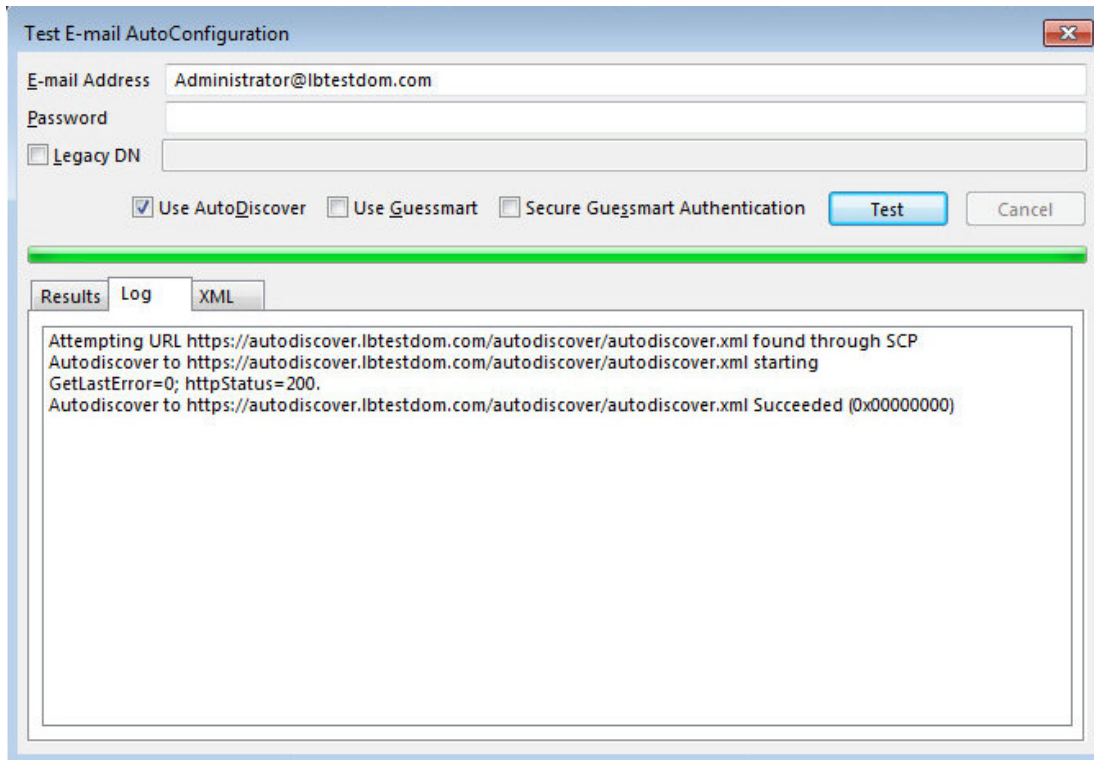 Test E-mail AutoConfiguration
E-mail Address Administrator@lbtestdom.com
Password
Legacy DN
Use AutoDiscover Use Guessmart Secure Guessmart Authentication Test Cancel
Results Log XML
Attempting URL https://autodiscover.lbtestdom.com/autodiscover/autodiscover.xml found through SCP
Autodiscover to https://autodiscover.lbtestdom.com/autodiscover/autodiscover.xml starting
GetLastError=0; httpStatus=200.
Autodiscover to https://autodiscover.lbtestdom.com/autodiscover/autodiscover.xml Succeeded (0x00000000)